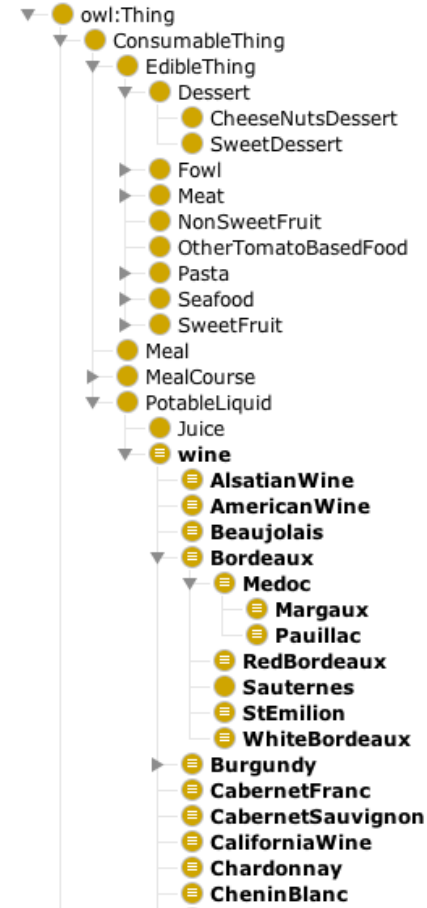 owl:Thing
ConsumableThing
EdibleThing
Dessert
CheeseNutsDessert
SweetDessert
Fowl
Meat
NonSweetFruit
OtherTomatoBasedFood
Pasta
Seafood
SweetFruit
Meal
MealCourse
PotableLiquid
Juice
wine
AlsatianWine
AmericanWine
Beaujolais
Bordeaux
Medoc
Margaux
Pauillac
RedBordeaux
Sauternes
StEmilion
WhiteBordeaux
Burgundy
CabernetFranc
CabernetSauvignon
CaliforniaWine
Chardonnay
CheninBlanc